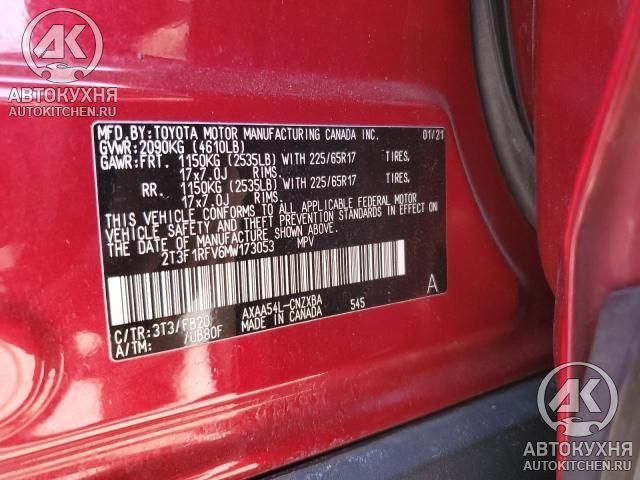 АК
АВТОКУХНЯ
AUTOKITCHEN.RU
MFD. BY: TOYOTA MOTOR MANUFACTURING CANADA INC. 01/21
GVWR: 2090KG (4610LB)
GAWR: FRT. 1150KG (2535LB) WITH 225/65R17 TIRES,
17x7.0J RIMS.
RR. 1150KG (2535LB) WITH 225/65R17 TIRES,
17x7.0J RIMS.
THIS VEHICLE CONFORMS TO ALL APPLICABLE FEDERAL MOTOR
VEHICLE SAFETY AND THEFT PREVENTION STANDARDS IN EFFECT
ON THE DATE OF MANUFACTURE SHOWN ABOVE.
2T3F1RFV6MW173053 MPV
A
AXAA54L-CNZXBA 545
C/TR: 3T3/FB20 MADE IN CANADA
A/TM: /UB80F
АК
АВТОКУХНЯ
AUTOKITCHEN.RU